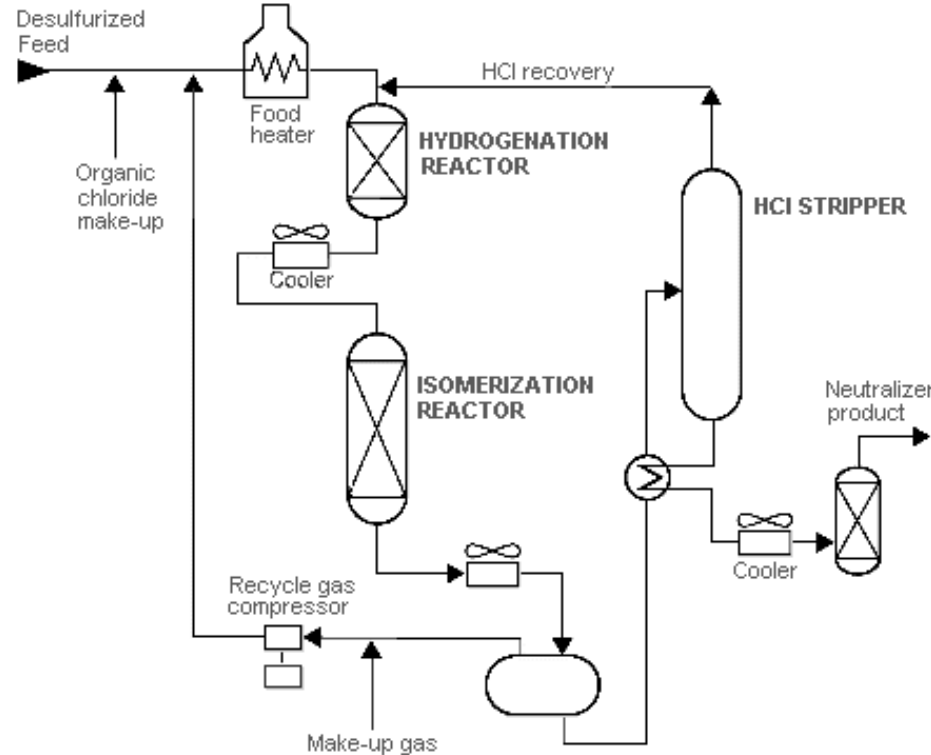 Desulfurized
Feed
HCl recovery
Food
heater
HYDROGENATION
REACTOR
Organic
chloride
make-up
HCl STRIPPER
Cooler
ISOMERIZATION
REACTOR
Neutralizer
product
Cooler
Recycle gas
compressor
Make-up gas